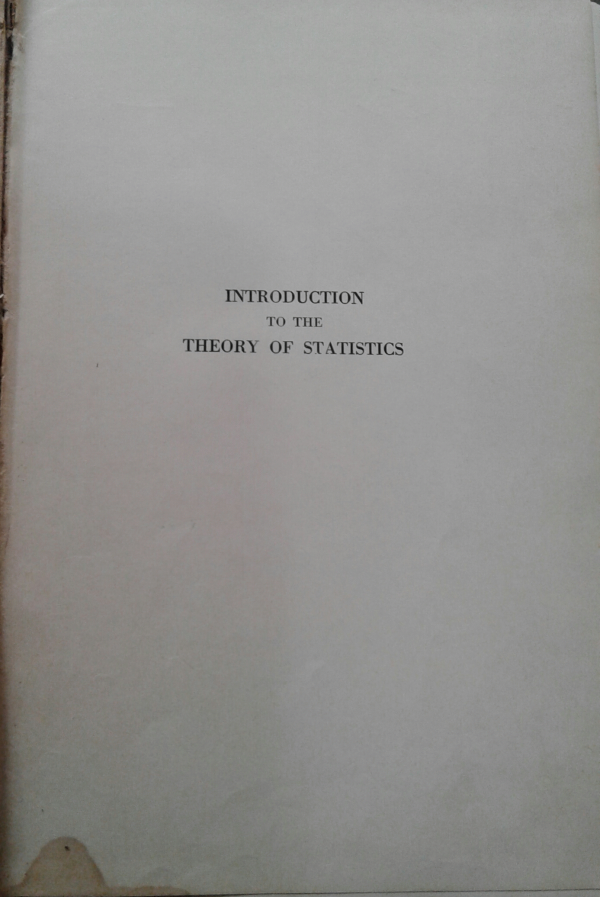 INTRODUCTION
TO THE
THEORY OF STATISTICS